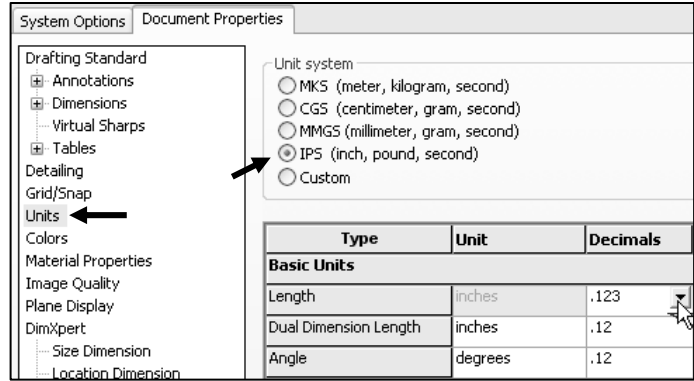 System Options
Document Properties
Drafting Standard
Annotations
Dimensions
Virtual Sharps
Tables
Detailing
Grid/Snap
Units
Colors
Material Properties
Image Quality
Plane Display
DimXpert
Size Dimension
Location Dimension
Unit system
MKS (meter, kilogram, second)
CGS (centimeter, gram, second)
MMGS (millimeter, gram, second)
IPS (inch, pound, second)
Custom
Type Unit Decimals
Basic Units
Length inches .123
Dual Dimension Length inches .12
Angle degrees .12